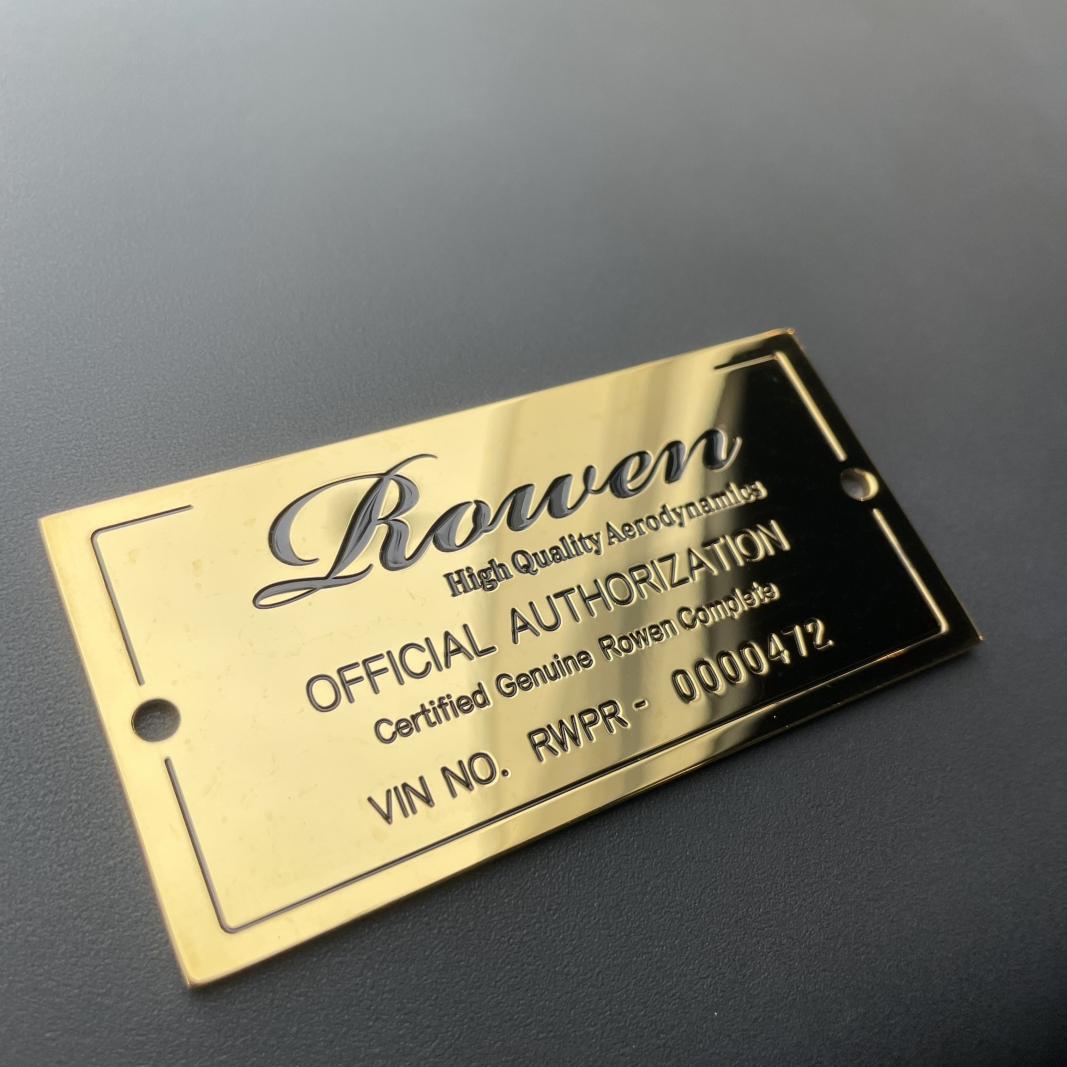 Rowen
High Quality Aerodynamics
OFFICIAL AUTHORIZATION
Certified Genuine Rowen Complete
VIN NO. RWPR - 0000472